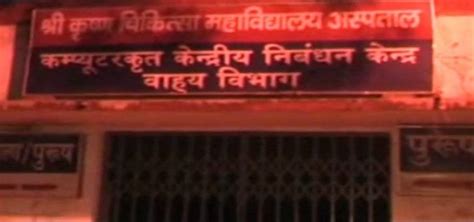 श्री कृष्ण चिकित्सा महाविद्यालय अस्पताल
कम्प्यूटरकृत केन्द्रीय निबंधन केन्द्र
वाह्य विभाग
/पुरूष
पुरूष